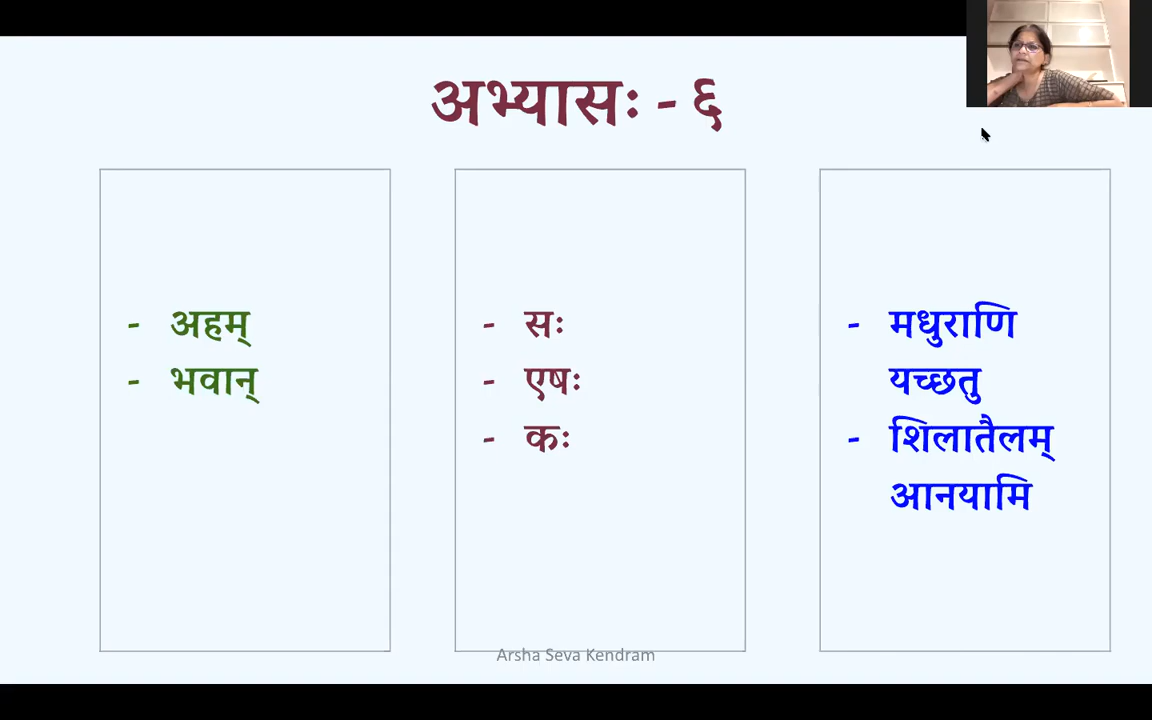 अभ्यासः - ६
- अहम्
- भवान्
- सः
- एषः
- कः
- मधुराणि
यच्छतु
- शिलातैलम्
आनयामि
Arsha Seva Kendram